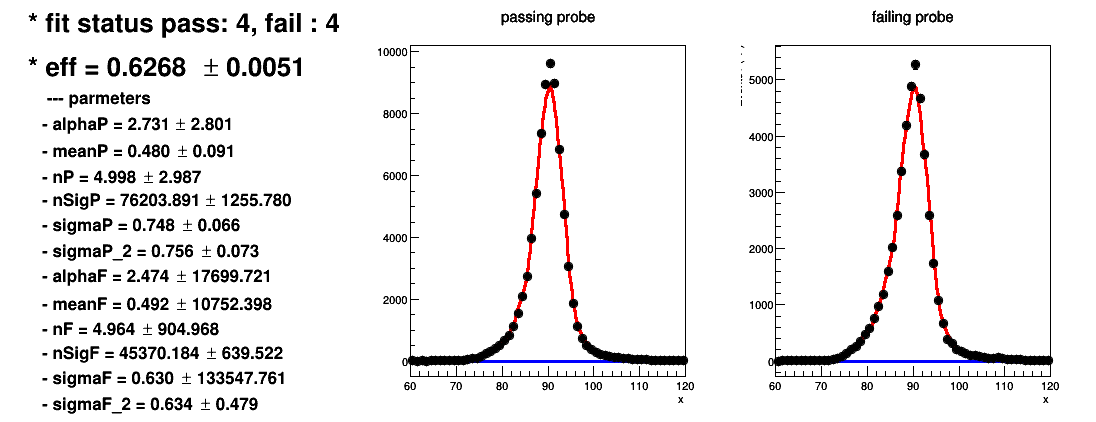 * fit status pass: 4, fail : 4
* eff = 0.6268 ± 0.0051
--- parmeters
- alphaP = 2.731 ± 2.801
- meanP = 0.480 ± 0.091
- nP = 4.998 ± 2.987
- nSigP = 76203.891 ± 1255.780
- sigmaP = 0.748 ± 0.066
- sigmaP_2 = 0.756 ± 0.073
- alphaF = 2.474 ± 17699.721
- meanF = 0.492 ± 10752.398
- nF = 4.964 ± 904.968
- nSigF = 45370.184 ± 639.522
- sigmaF = 0.630 ± 133547.761
- sigmaF_2 = 0.634 ± 0.479
passing probe
10000
8000
6000
4000
2000
0
60 70 80 90 100 110 120
x
failing probe
5000
4000
3000
2000
1000
0
60 70 80 90 100 110 120
x